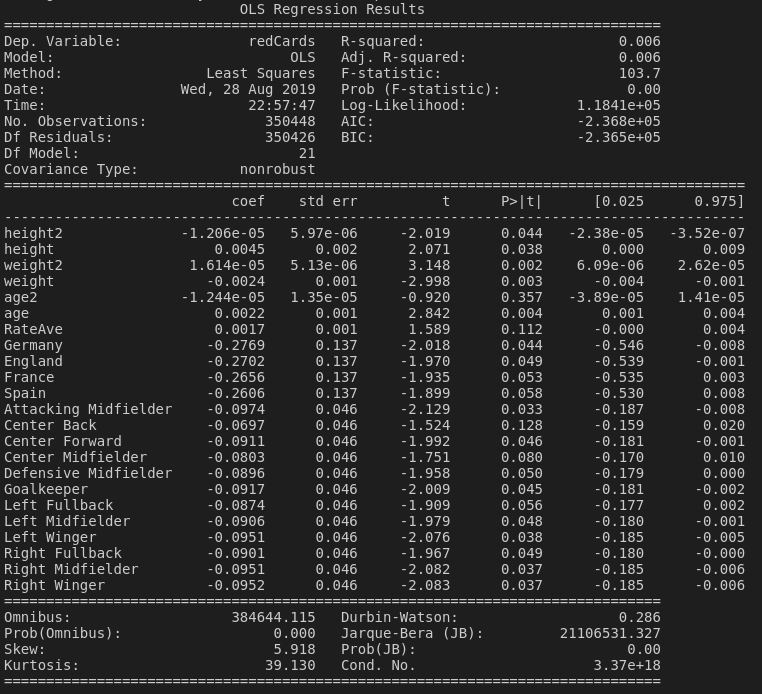 OLS Regression Results
==============================================================================
Dep. Variable: redCards R-squared: 0.006
Model: OLS Adj. R-squared: 0.006
Method: Least Squares F-statistic: 103.7
Date: Wed, 28 Aug 2019 Prob (F-statistic): 0.00
Time: 22:57:47 Log-Likelihood: 1.1841e+05
No. Observations: 350448 AIC: -2.368e+05
Df Residuals: 350426 BIC: -2.365e+05
Df Model: 21
Covariance Type: nonrobust
========================================================================================
coef std err t P>|t| [0.025 0.975]
----------------------------------------------------------------------------------------
height2 -1.206e-05 5.97e-06 -2.019 0.044 -2.38e-05 -3.52e-07
height 0.0045 0.002 2.071 0.038 0.000 0.009
weight2 1.614e-05 5.13e-06 3.148 0.002 6.09e-06 2.62e-05
weight -0.0024 0.001 -2.998 0.003 -0.004 -0.001
age2 -1.244e-05 1.35e-05 -0.920 0.357 -3.89e-05 1.41e-05
age 0.0022 0.001 2.842 0.004 0.001 0.004
RateAve 0.0017 0.001 1.589 0.112 -0.000 0.004
Germany -0.2769 0.137 -2.018 0.044 -0.546 -0.008
England -0.2702 0.137 -1.970 0.049 -0.539 -0.001
France -0.2656 0.137 -1.935 0.053 -0.535 0.003
Spain -0.2606 0.137 -1.899 0.058 -0.530 0.008
Attacking Midfielder -0.0974 0.046 -2.129 0.033 -0.187 -0.008
Center Back -0.0697 0.046 -1.524 0.128 -0.159 0.020
Center Forward -0.0911 0.046 -1.992 0.046 -0.181 -0.001
Center Midfielder -0.0803 0.046 -1.751 0.080 -0.170 0.010
Defensive Midfielder -0.0896 0.046 -1.958 0.050 -0.179 0.000
Goalkeeper -0.0917 0.046 -2.009 0.045 -0.181 -0.002
Left Fullback -0.0874 0.046 -1.909 0.056 -0.177 0.002
Left Midfielder -0.0906 0.046 -1.979 0.048 -0.180 -0.001
Left Winger -0.0951 0.046 -2.076 0.038 -0.185 -0.005
Right Fullback -0.0901 0.046 -1.967 0.049 -0.180 -0.000
Right Midfielder -0.0951 0.046 -2.082 0.037 -0.185 -0.006
Right Winger -0.0952 0.046 -2.083 0.037 -0.185 -0.006
==============================================================================
Omnibus: 384644.115 Durbin-Watson: 0.286
Prob(Omnibus): 0.000 Jarque-Bera (JB): 21106531.327
Skew: 5.918 Prob(JB): 0.00
Kurtosis: 39.130 Cond. No. 3.37e+18
==============================================================================